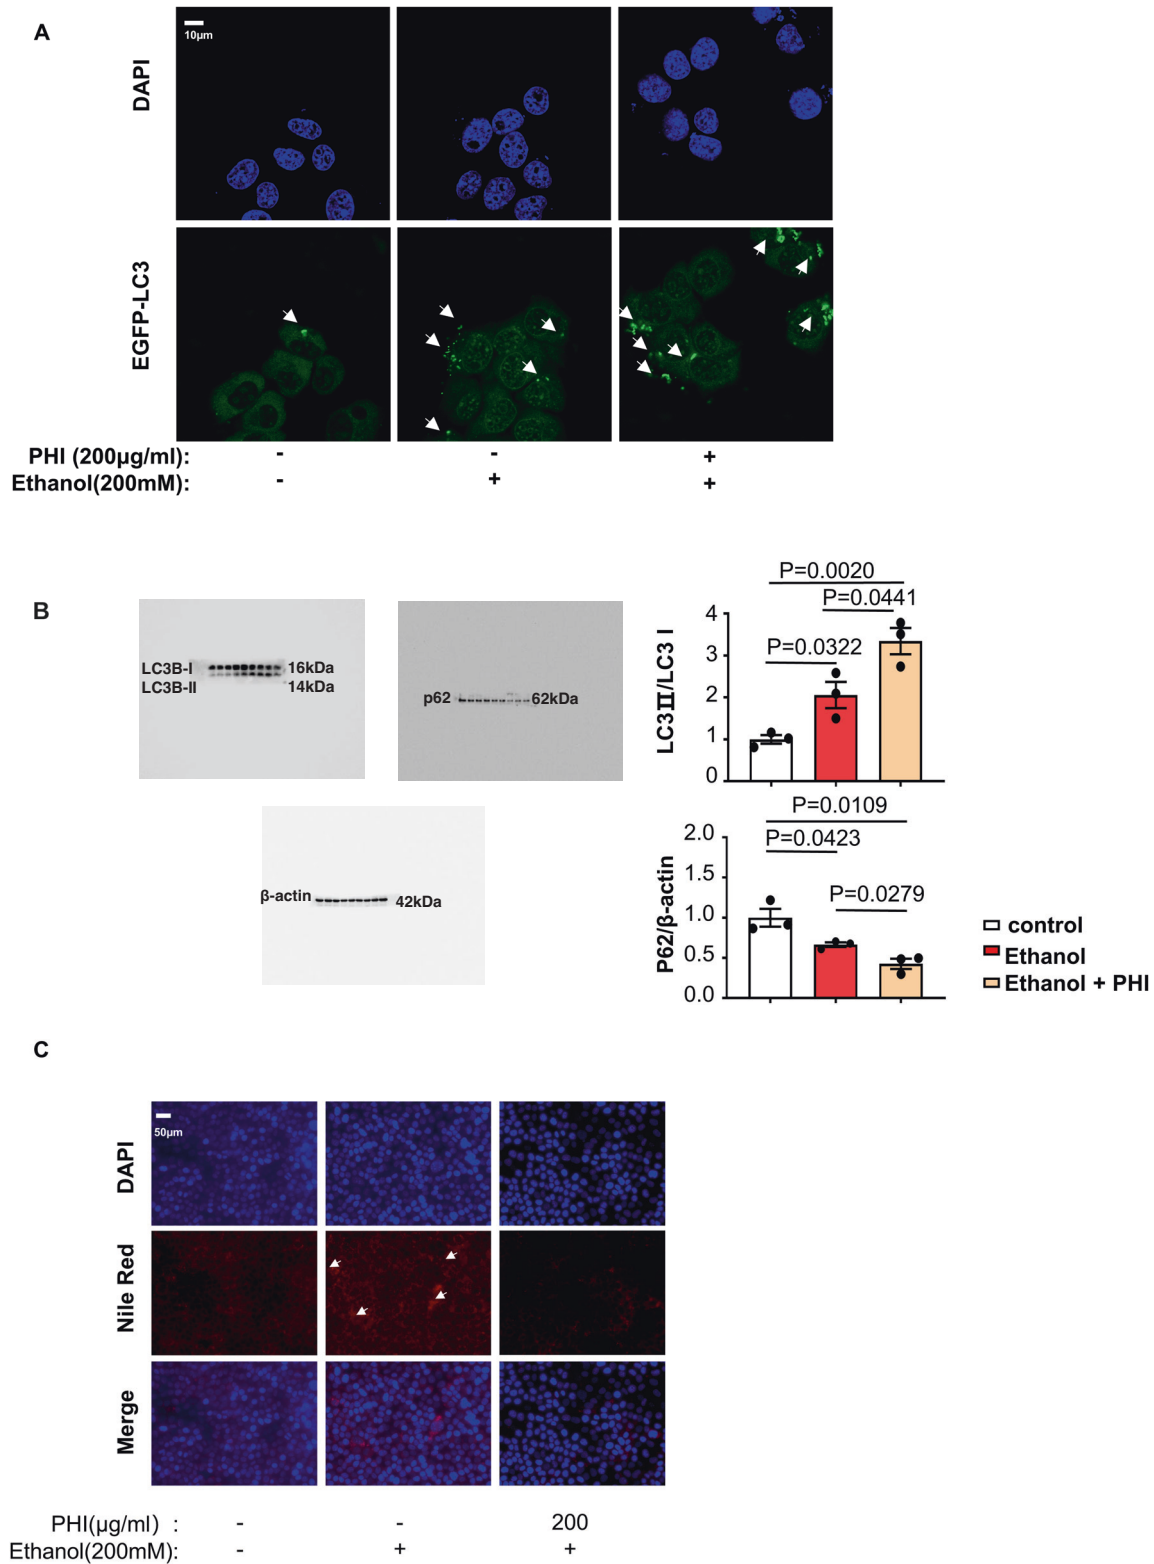 A
10μm
DAPI
EGFP-LC3
PHI (200μg/ml): - - +
Ethanol(200mM): - + +
B
LC3B-I 16kDa
LC3B-II 14kDa
p62 62kDa
β-actin 42kDa
P=0.0020
P=0.0441
P=0.0322
LC3II/LC3 I
4
3
2
1
0
P=0.0109
P=0.0423
P=0.0279
P62/β-actin
2.0
1.5
1.0
0.5
0.0
control
Ethanol
Ethanol + PHI
C
50μm
DAPI
Nile Red
Merge
PHI(μg/ml) : - - 200
Ethanol(200mM): - + +